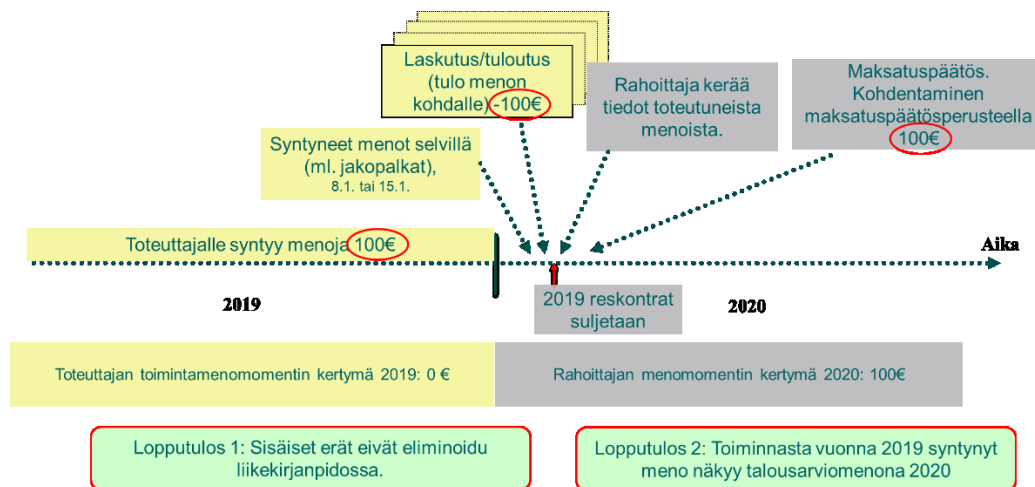 Laskutus/tuloutus
(tulo menon
kohdalle) -100€
Rahoittaja kerää
tiedot toteutuneista
menoista.
Maksatuspäätös.
Kohdentaminen
maksatuspäätösperusteella
100€
Syntyneet menot selvillä
(ml. jakopalkat),
8.1. tai 15.1.
Toteuttajalle syntyy menoja 100€
Aika
2019
2019 reskontrat
suljetaan
2020
Toteuttajan toimintamenomomentin kertymä 2019: 0 €
Rahoittajan menomomentin kertymä 2020: 100€
Lopputulos 1: Sisäiset erät eivät eliminoidu
liikekirjanpidossa.
Lopputulos 2: Toiminnasta vuonna 2019 syntynyt
meno näkyy talousarviomenona 2020